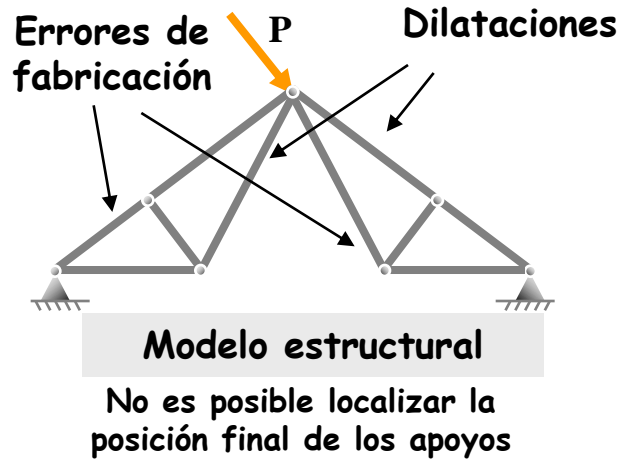 Errores de
fabricación
P
Dilataciones
Modelo estructural
No es posible localizar la
posición final de los apoyos